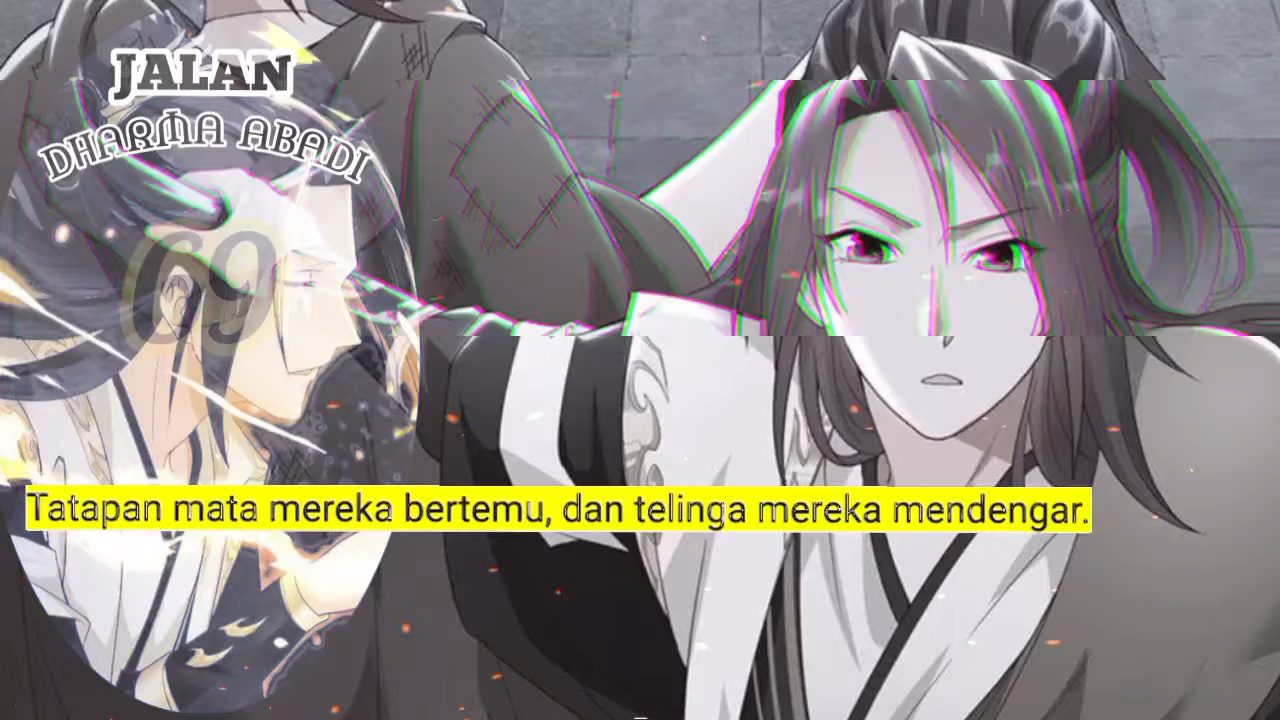 JALAN
DHARMA ABADI
69
Tatapan mata mereka bertemu, dan telinga mereka mendengar.